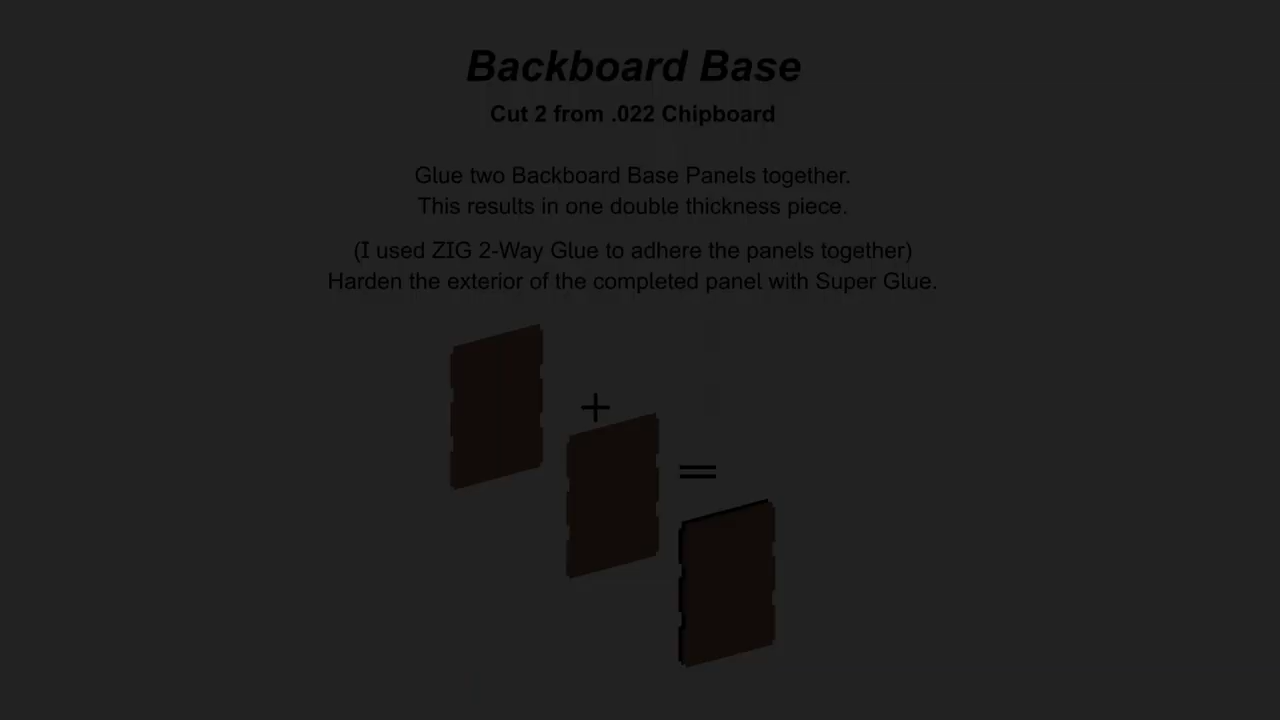 Backboard Base
Cut 2 from .022 Chipboard
Glue two Backboard Base Panels together.
This results in one double thickness piece.
(I used ZIG 2-Way Glue to adhere the panels together)
Harden the exterior of the completed panel with Super Glue.
+
=